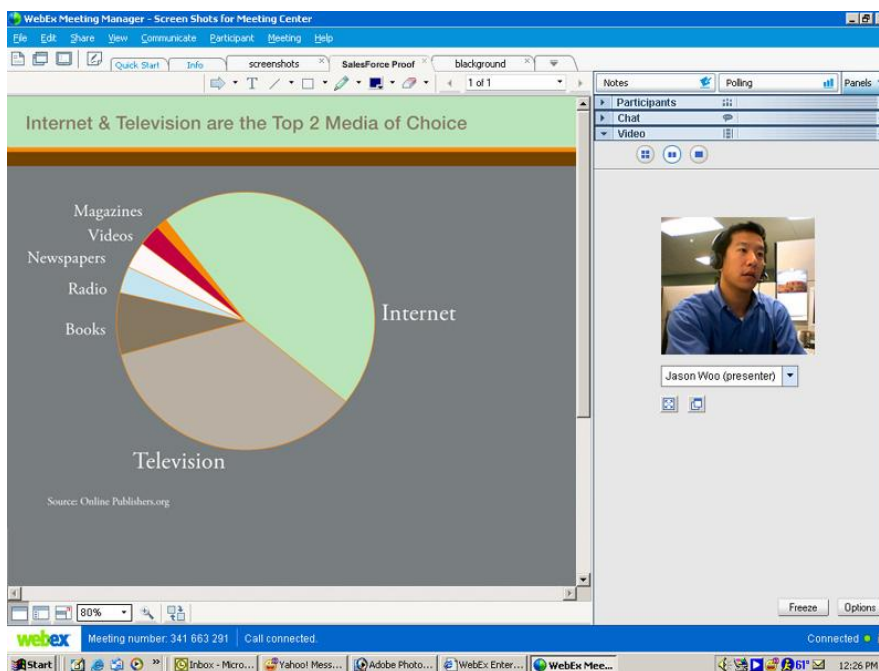 WebEx Meeting Manager - Screen Shots for Meeting Center
File Edit Share View Communicate Participant Meeting Help
Quick Start Info screenshots SalesForce Proof blackground
T 1 of 1
Notes Polling Panels
Participants
Chat
Video
Internet & Television are the Top 2 Media of Choice
Magazines
Videos
Newspapers
Radio
Books
Internet
Television
Source: Online Publishers.org
Jason Woo (presenter)
80%
Freeze Options
webex Meeting number: 341 663 291 Call connected. Connected
Start Inbox - Micro... Yahoo! Mess... Adobe Photo... WebEx Enter... WebEx Mee... 61° 12:26 PM